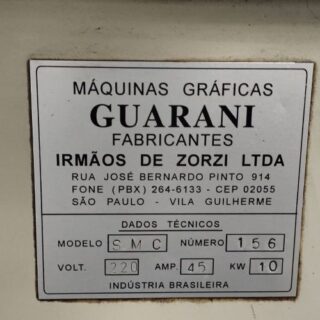 MÁQUINAS GRÁFICAS
GUARANI
FABRICANTES
IRMÃOS DE ZORZI LTDA
RUA JOSÉ BERNARDO PINTO 914
FONE (PBX) 264-6133 - CEP 02055
SÃO PAULO - VILA GUILHERME
DADOS TÉCNICOS
MODELO SMC NÚMERO 156
VOLT. 220 AMP. 45 KW 10
INDÚSTRIA BRASILEIRA